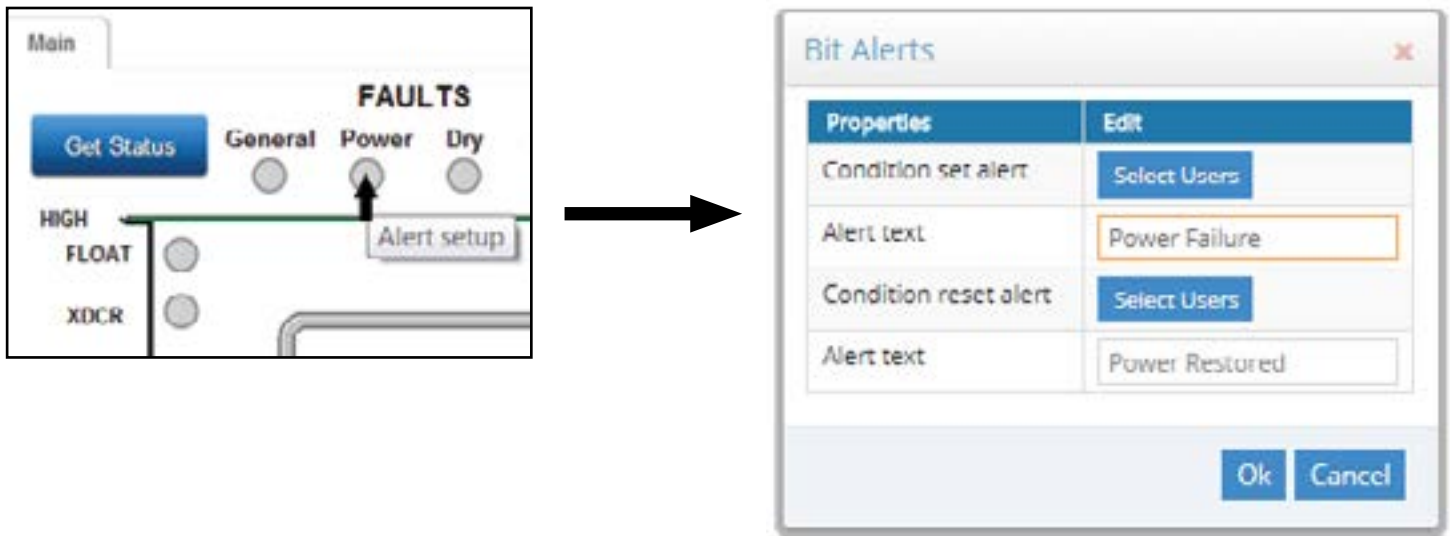 Main
FAULTS
Get Status
General Power Dry
HIGH
FLOAT
Alert setup
XDCR
Bit Alerts
Properties Edit
Condition set alert Select Users
Alert text Power Failure
Condition reset alert Select Users
Alert text Power Restored
Ok Cancel